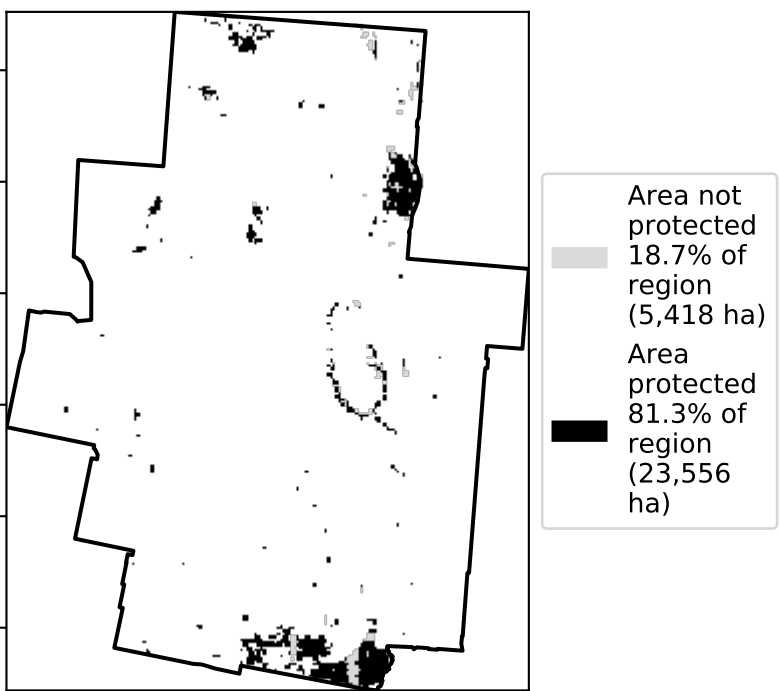 Area not
protected
18.7% of
region
(5,418 ha)
Area
protected
81.3% of
region
(23,556
ha)